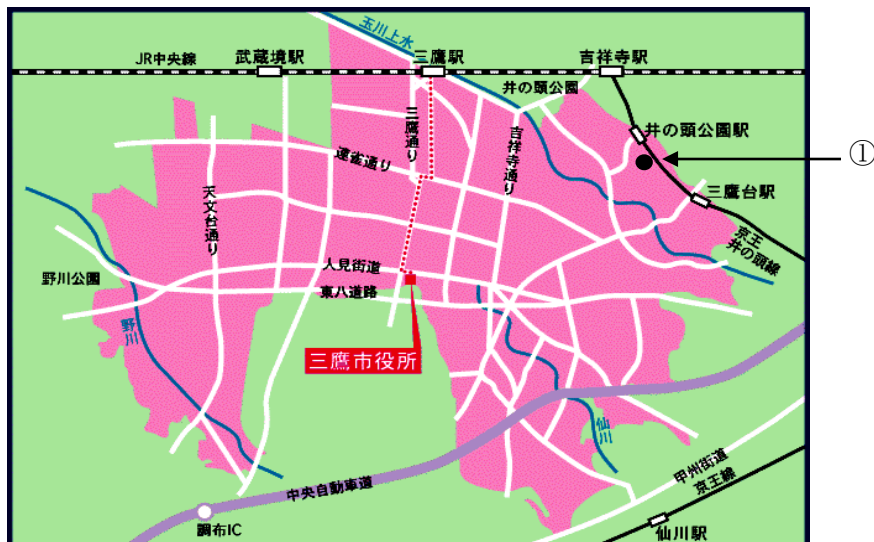 玉川上水
JR中央線
武蔵境駅
三鷹駅
吉祥寺駅
井の頭公園
井の頭公園駅
①
三鷹通り
吉祥寺通り
連雀通り
三鷹台駅
天文台通り
京王
井の頭線
人見街道
野川公園
東八道路
野川
三鷹市役所
仙川
甲州街道
京王線
中央自動車道
調布IC
仙川駅